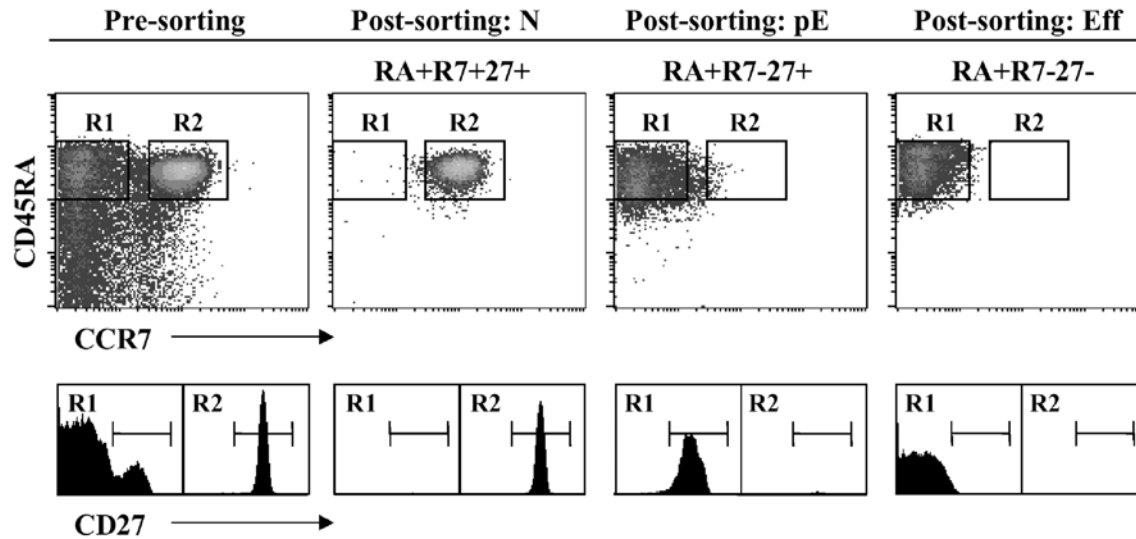 Pre-sorting Post-sorting: N Post-sorting: pE Post-sorting: Eff
RA+R7+27+ RA+R7-27+ RA+R7-27-
R1 R2 R1 R2 R1 R2 R1 R2
CD45RA
CCR7
R1 R2 R1 R2 R1 R2 R1 R2
CD27